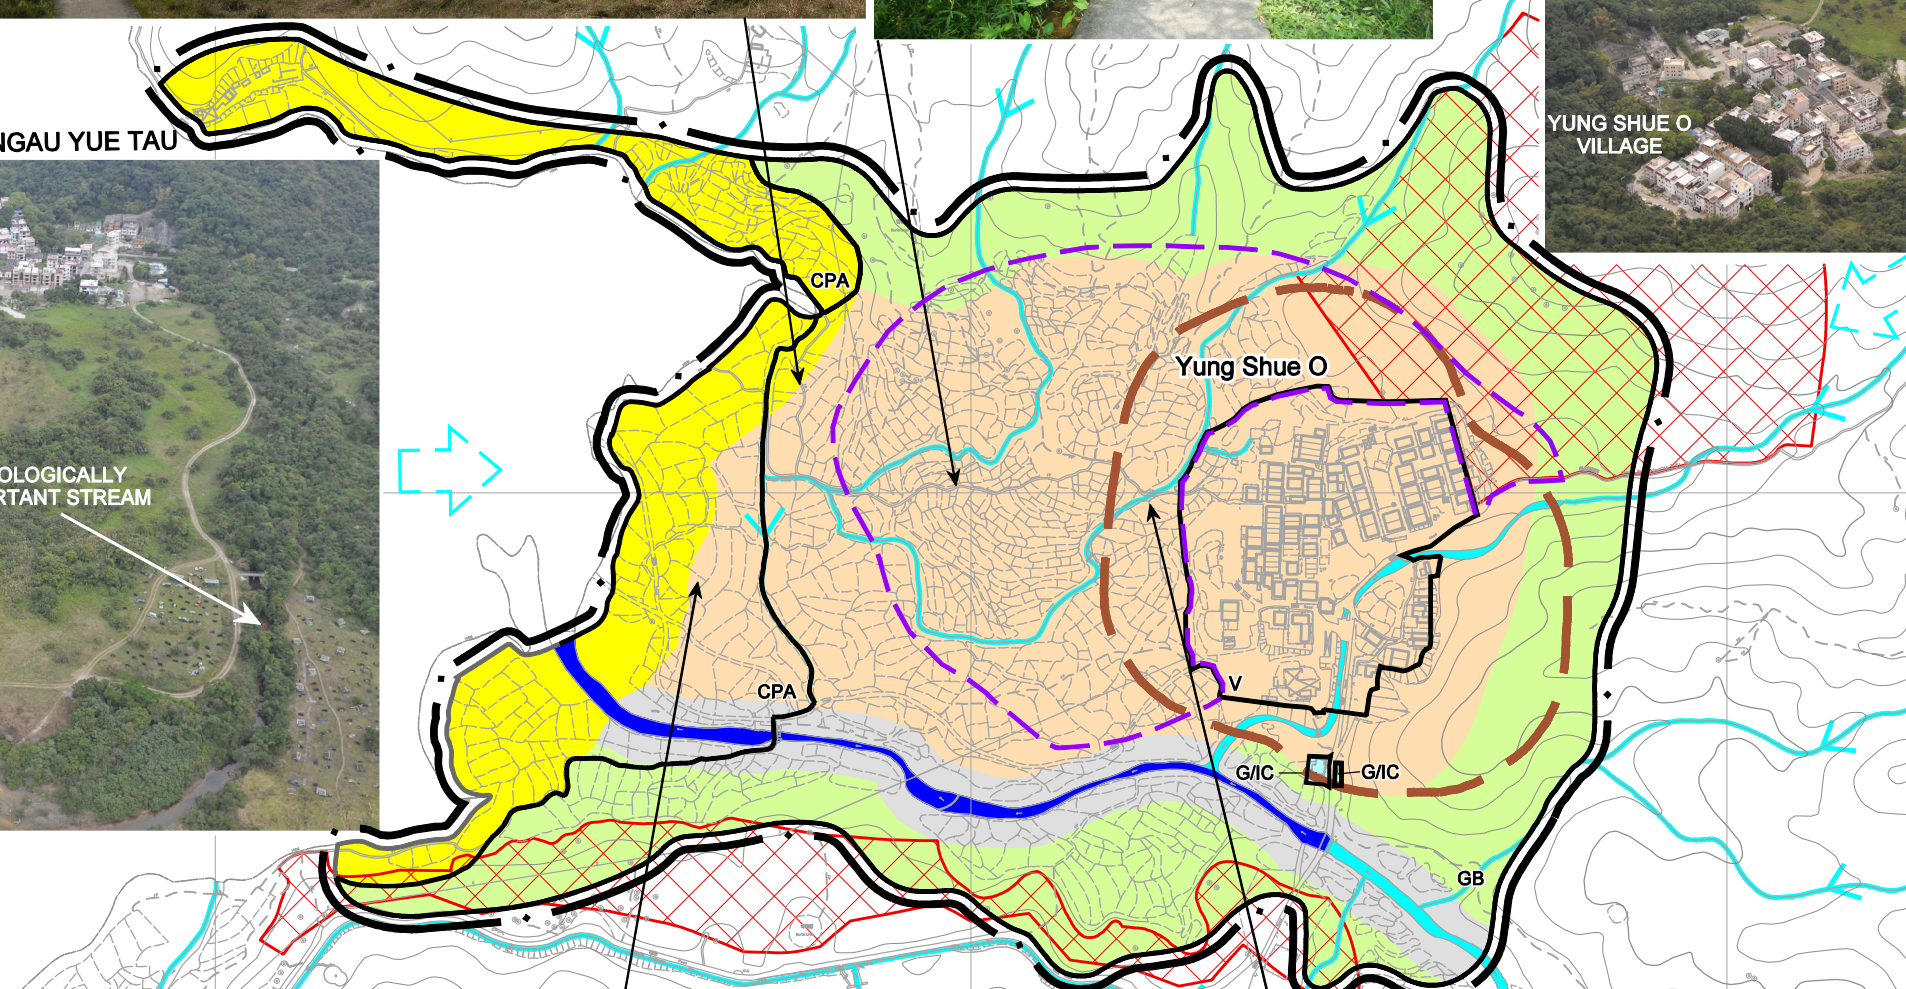 NGAU YUE TAU
YUNG SHUE O
VILLAGE
CPA
Yung Shue O
OLOGICALLY
RTANT STREAM
CPA
V
G/IC
G/IC
GB